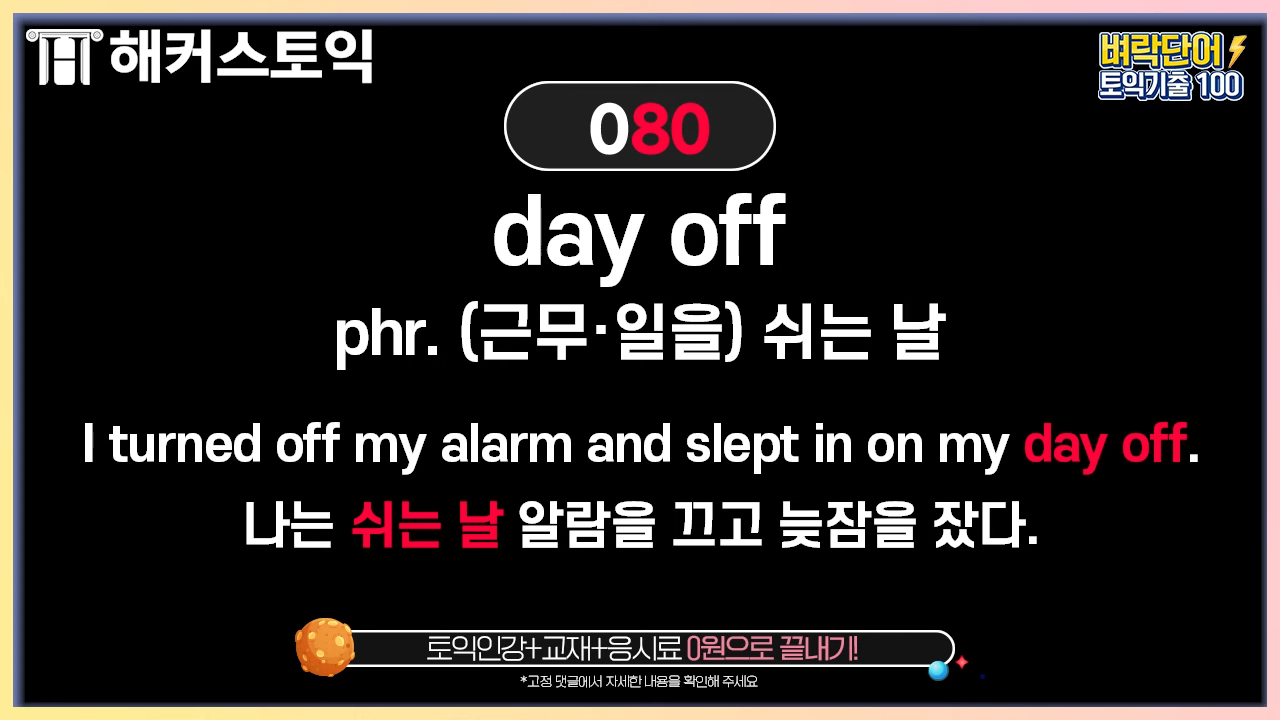 해커스토익
벼락단어
토익기출 100
080
day off
phr. (근무·일을) 쉬는 날
I turned off my alarm and slept in on my day off.
나는 쉬는 날 알람을 끄고 늦잠을 잤다.
토익인강+교재+응시료 0원으로 끝내기!
*고정 댓글에서 자세한 내용을 확인해 주세요